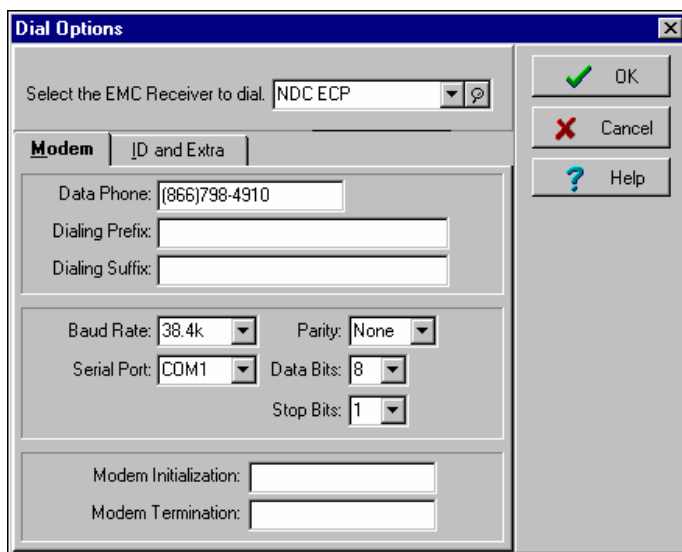 Dial Options
Select the EMC Receiver to dial. NDC ECP
OK
Cancel
Help
Modem ID and Extra
Data Phone: (866)798-4910
Dialing Prefix:
Dialing Suffix:
Baud Rate: 38.4k Parity: None
Serial Port: COM1 Data Bits: 8
Stop Bits: 1
Modem Initialization:
Modem Termination: